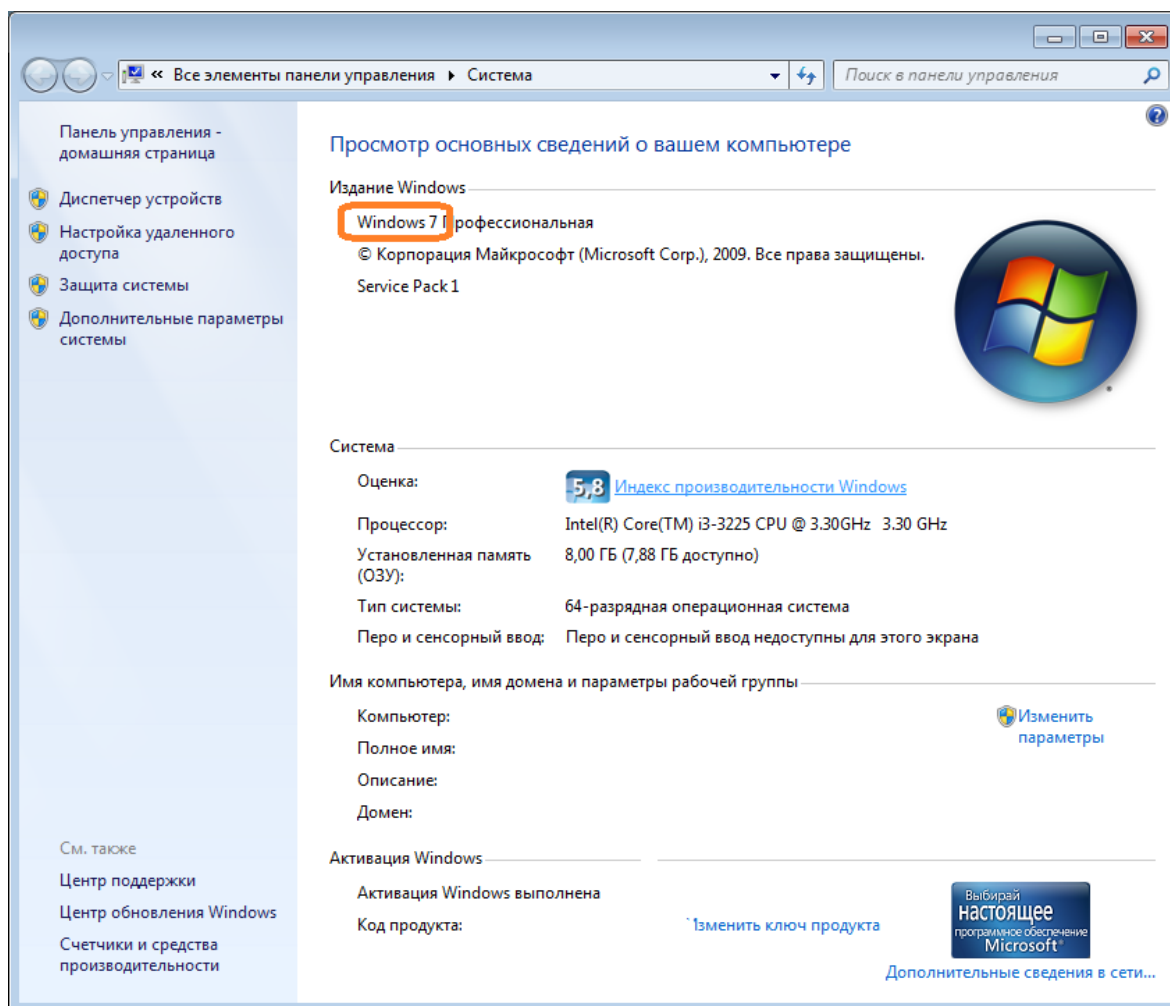 « Все элементы панели управления ▸ Система
Поиск в панели управления
Панель управления -
домашняя страница
Диспетчер устройств
Настройка удаленного
доступа
Защита системы
Дополнительные параметры
системы
Просмотр основных сведений о вашем компьютере
Издание Windows
Windows 7 Профессиональная
© Корпорация Майкрософт (Microsoft Corp.), 2009. Все права защищены.
Service Pack 1
Система
Оценка:
5,8 Индекс производительности Windows
Процессор: Intel(R) Core(TM) i3-3225 CPU @ 3.30GHz 3.30 GHz
Установленная память 8,00 ГБ (7,88 ГБ доступно)
(ОЗУ):
Тип системы: 64-разрядная операционная система
Перо и сенсорный ввод: Перо и сенсорный ввод недоступны для этого экрана
Имя компьютера, имя домена и параметры рабочей группы
Компьютер:
Изменить
параметры
Полное имя:
Описание:
Домен:
Активация Windows
Активация Windows выполнена
Код продукта: Изменить ключ продукта
Выбирай
настоящее
программное обеспечение
Microsoft
Дополнительные сведения в сети...
См. также
Центр поддержки
Центр обновления Windows
Счетчики и средства
производительности